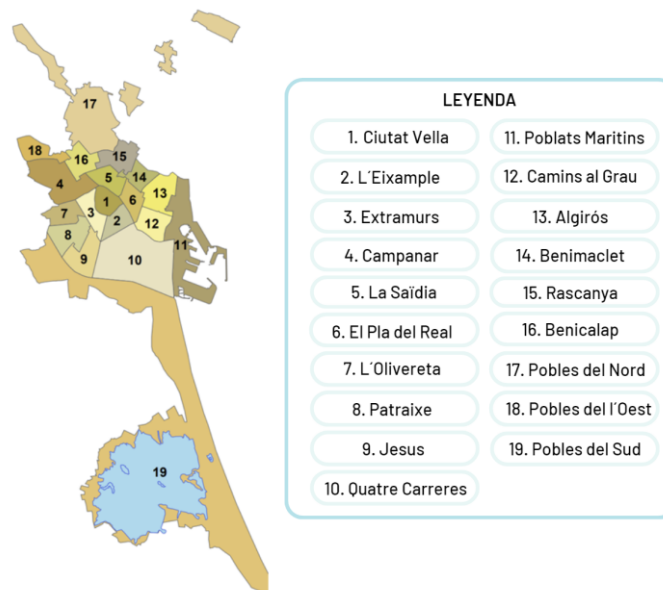 17
18
16
15
4
5
14
13
6
1
7
3
2
12
8
11
9
10
19
LEYENDA
1. Ciutat Vella
2. L´Eixample
3. Extramurs
4. Campanar
5. La Saïdia
6. El Pla del Real
7. L´Olivereta
8. Patraixe
9. Jesus
10. Quatre Carreres
11. Poblats Maritins
12. Camins al Grau
13. Algirós
14. Benimaclet
15. Rascanya
16. Benicalap
17. Pobles del Nord
18. Pobles del l´Oest
19. Pobles del Sud